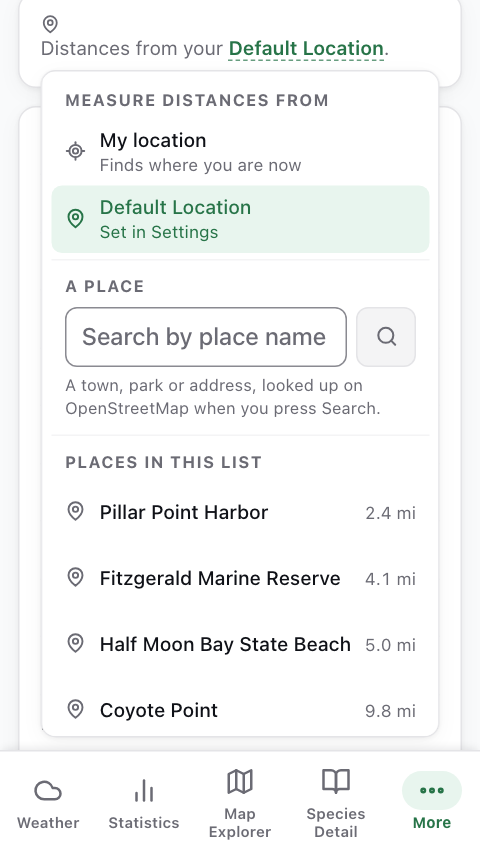 Distances from your Default Location.
MEASURE DISTANCES FROM
My location
Finds where you are now
Default Location
Set in Settings
A PLACE
Search by place name
A town, park or address, looked up on
OpenStreetMap when you press Search.
PLACES IN THIS LIST
Pillar Point Harbor 2.4 mi
Fitzgerald Marine Reserve 4.1 mi
Half Moon Bay State Beach 5.0 mi
Coyote Point 9.8 mi
Weather
Statistics
Map
Explorer
Species
Detail
More